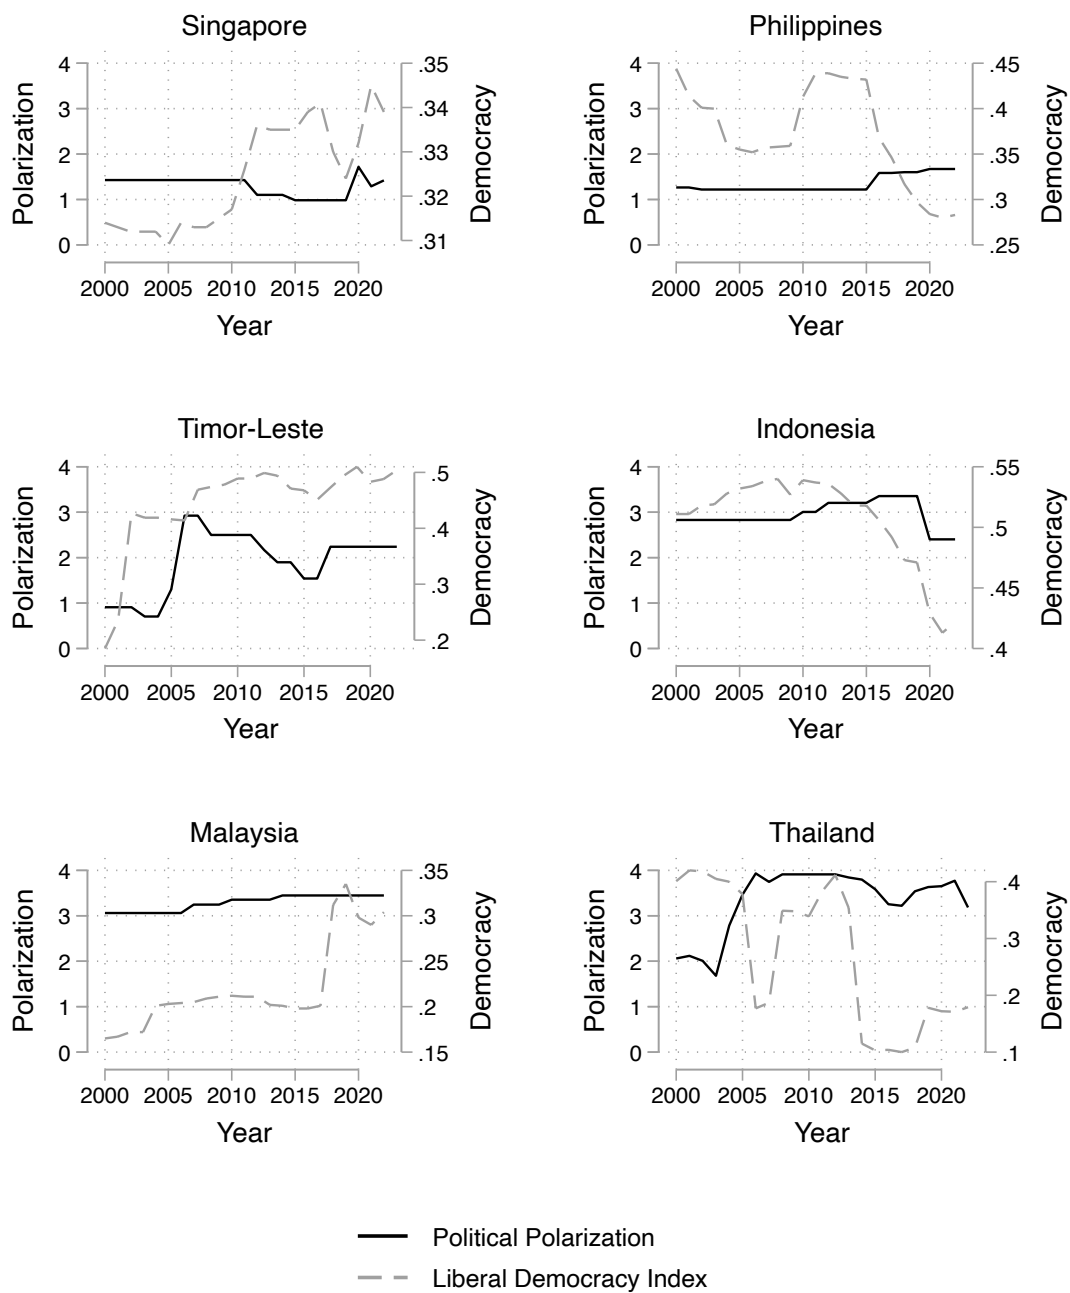 Singapore
Polarization
4
3
2
1
0
.35
.34
.33
.32
.31
Democracy
2000 2005 2010 2015 2020
Year
Philippines
Polarization
4
3
2
1
0
.45
.4
.35
.3
.25
Democracy
2000 2005 2010 2015 2020
Year
Timor-Leste
Polarization
4
3
2
1
0
.5
.4
.3
.2
Democracy
2000 2005 2010 2015 2020
Year
Indonesia
Polarization
4
3
2
1
0
.55
.5
.45
.4
Democracy
2000 2005 2010 2015 2020
Year
Malaysia
Polarization
4
3
2
1
0
.35
.3
.25
.2
.15
Democracy
2000 2005 2010 2015 2020
Year
Thailand
Polarization
4
3
2
1
0
.4
.3
.2
.1
Democracy
2000 2005 2010 2015 2020
Year
Political Polarization
Liberal Democracy Index